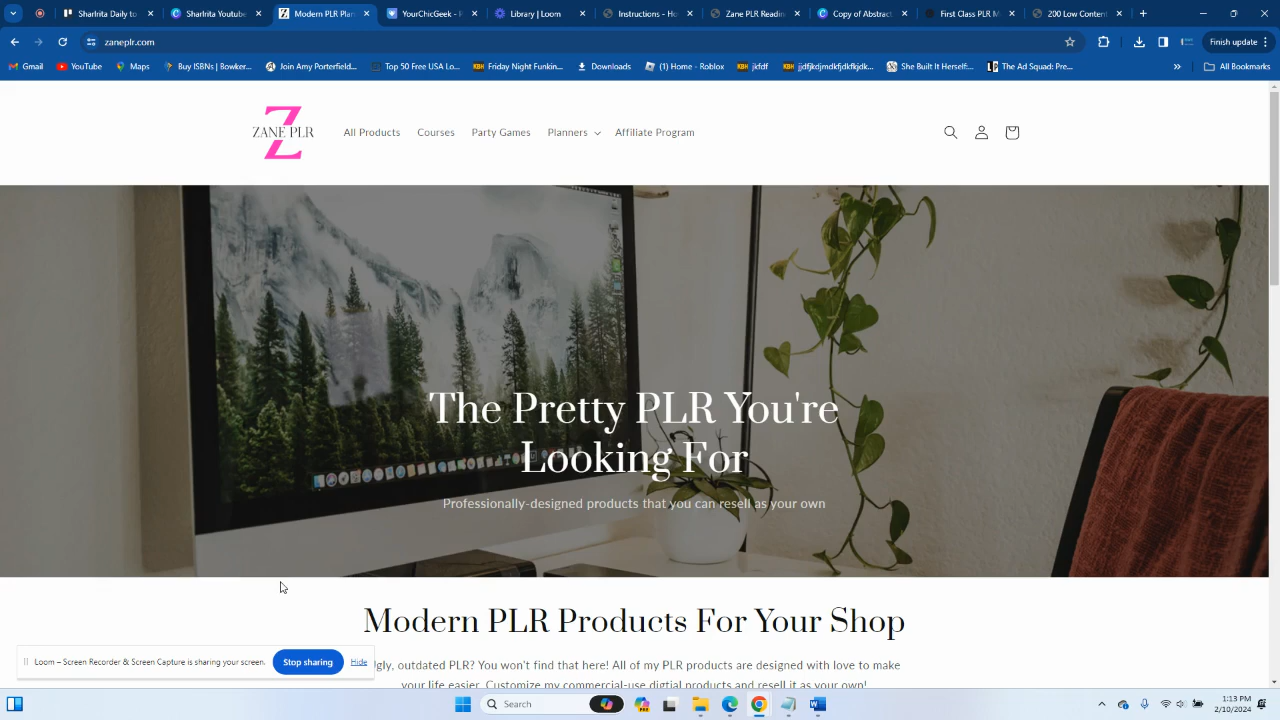 Sharlrita Daily to
Sharlrita Youtube
Modern PLR Plan
YourChicGeek - P
Library | Loom
Instructions - Ho
Zane PLR Readin
Copy of Abstract
First Class PLR M
200 Low Content
Finish update
zaneplr.com
Gmail
YouTube
Maps
Buy ISBNs | Bowker...
Join Amy Porterfield...
Top 50 Free USA Lo...
KBH Friday Night Funkin...
Downloads
(1) Home - Roblox
KBH jkfdf
KBH jjdfjkdjmdkfjdkfkjdk...
She Built It Herself:...
The Ad Squad: Pre...
All Bookmarks
Z
ZANE PLR
All Products
Courses
Party Games
Planners
Affiliate Program
The Pretty PLR You're
Looking For
Professionally-designed products that you can resell as your own
Modern PLR Products For Your Shop
gly, outdated PLR? You won't find that here! All of my PLR products are designed with love to make
your life easier. Customize my commercial-use digtial products and resell it as your own!
Loom – Screen Recorder & Screen Capture is sharing your screen.
Stop sharing
Hide
Search
1:13 PM
2/10/2024